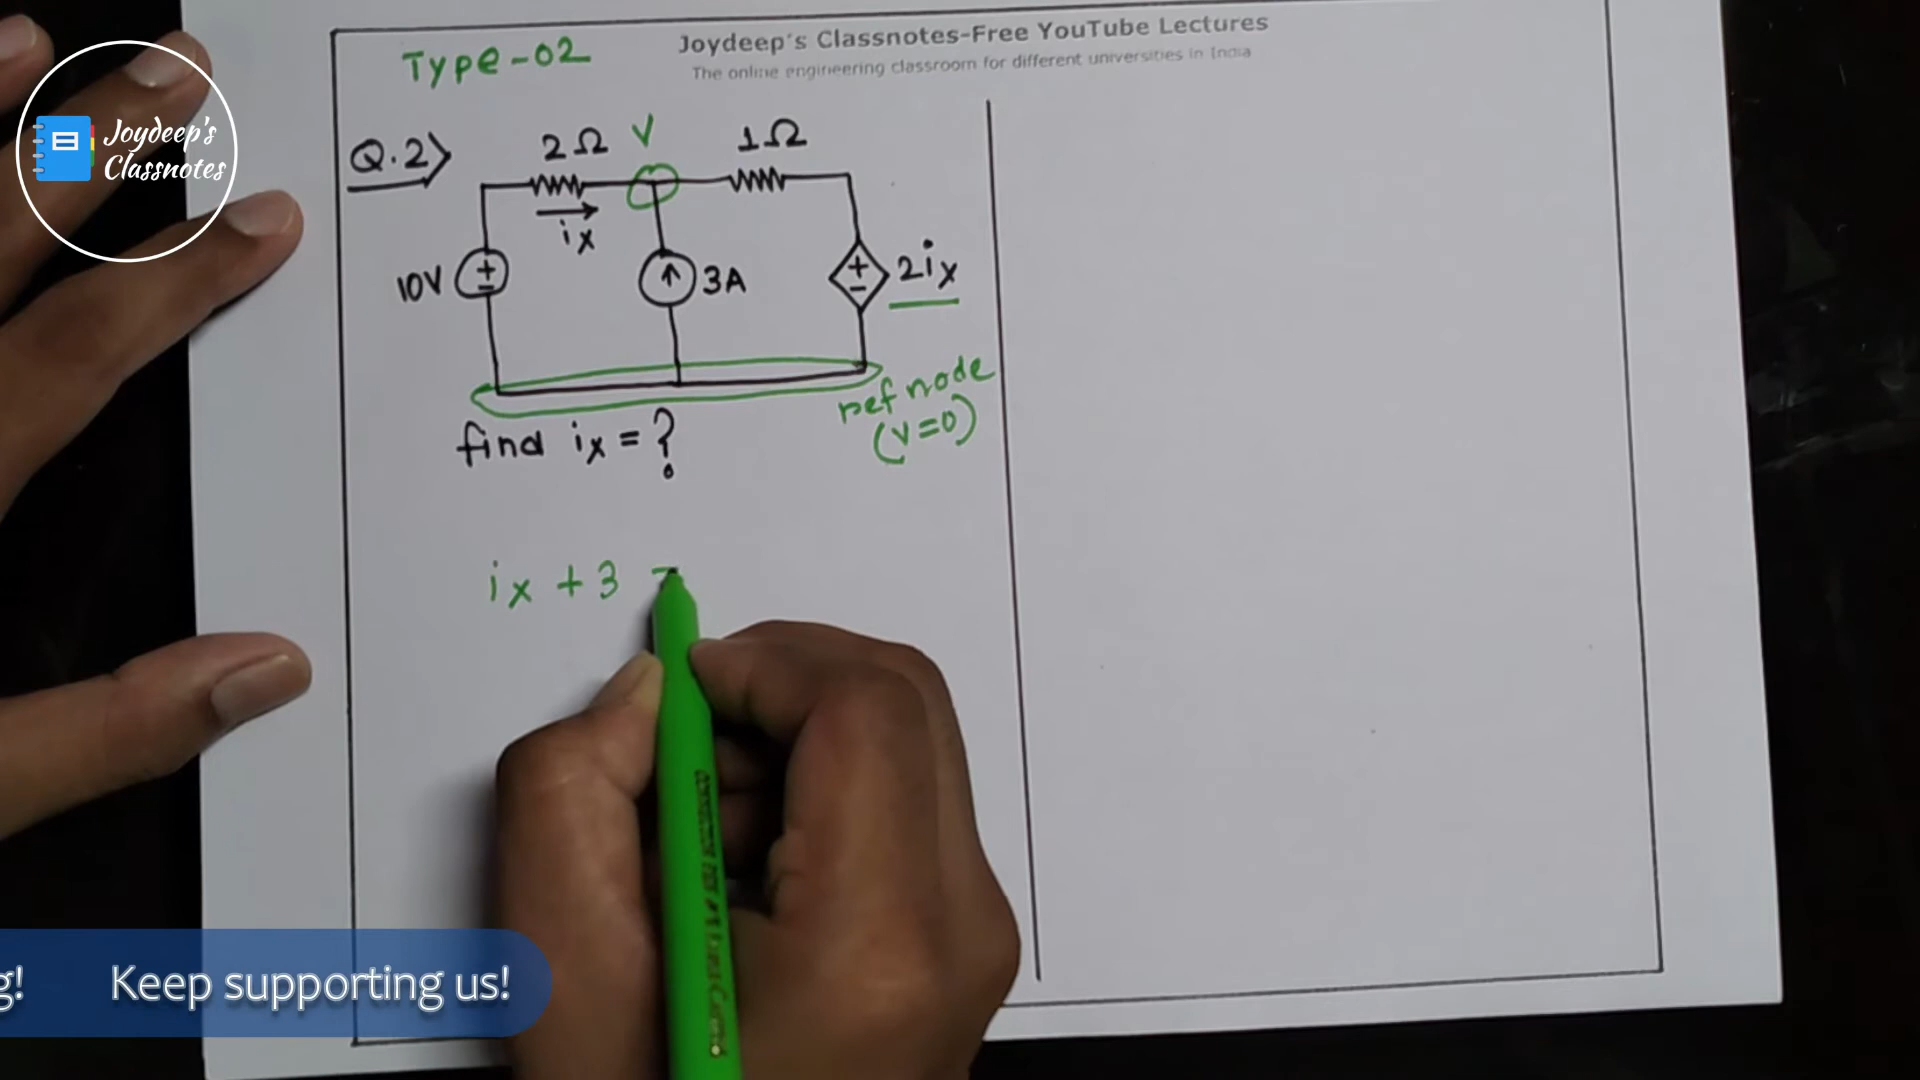 Joydeep's Classnotes-Free YouTube Lectures
The online engineering classroom for different universities in India
Type-02
Joydeep's
Classnotes
Q.2>
2Ω
V
1Ω
ix
10V
+
-
↑
3A
+
-
2ix
ref node
(V=0)
find ix = ?
ix + 3
g!
Keep supporting us!